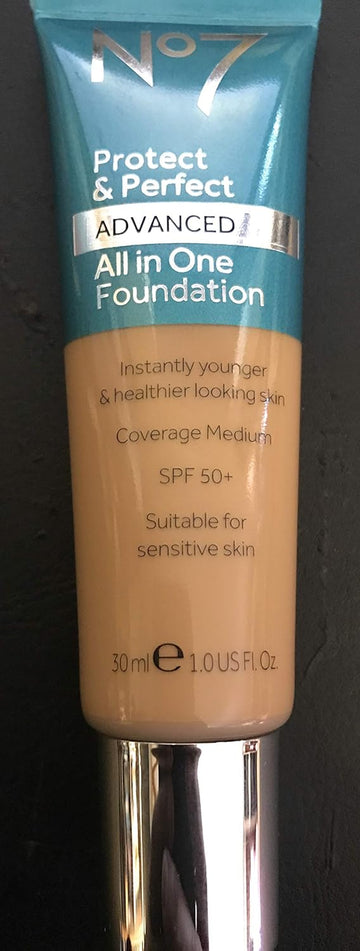 No7
Protect
& Perfect
ADVANCED
All in One
Foundation
Instantly younger
& healthier looking skin
Coverage Medium
SPF 50+
Suitable for
sensitive skin
30ml ℮ 1.0 US Fl. Oz.